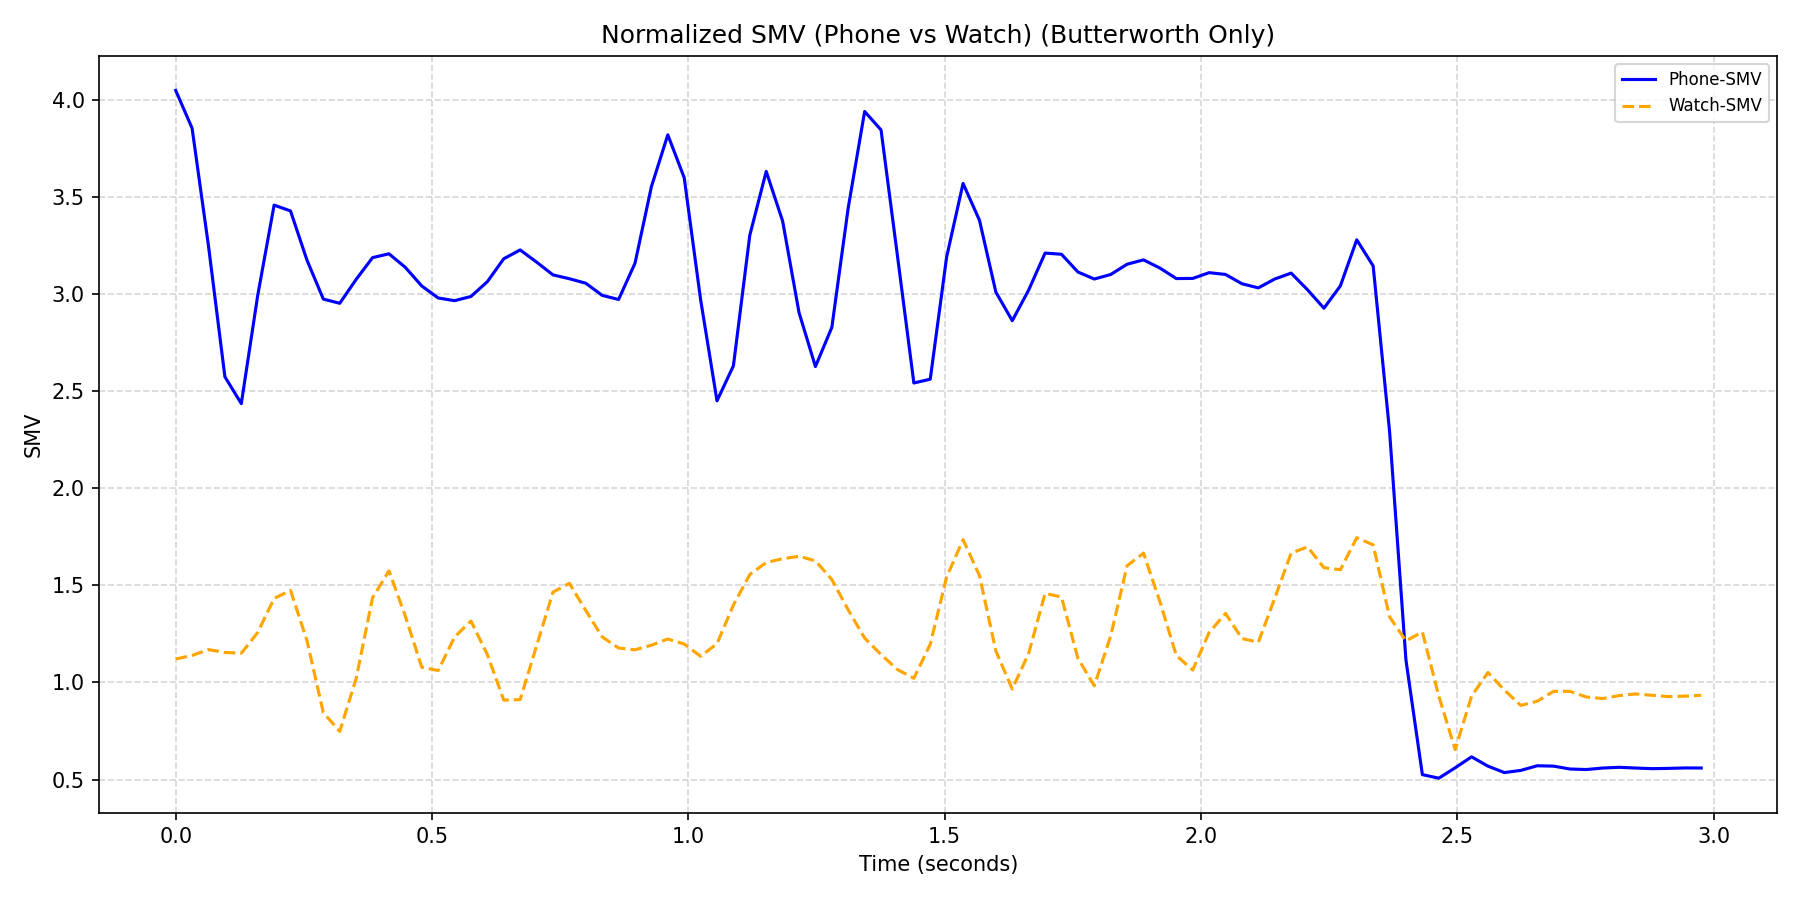 Normalized SMV (Phone vs Watch) (Butterworth Only)
Phone-SMV
Watch-SMV
SMV
4.0
3.5
3.0
2.5
2.0
1.5
1.0
0.5
0.0 0.5 1.0 1.5 2.0 2.5 3.0
Time (seconds)